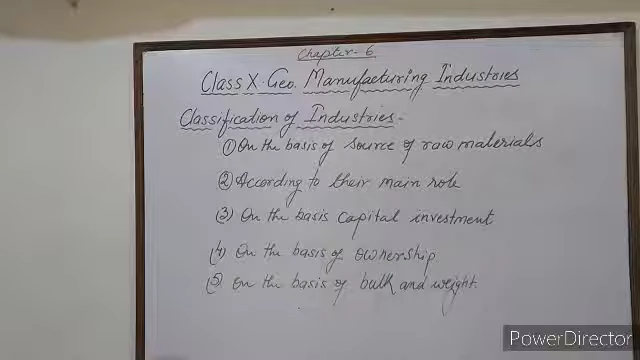 Chapter - 6
Class X. Geo. Manufacturing Industries
Classification of Industries -
① On the basis of source of raw materials
② According to their main role
(3) On the basis capital investment
(4) On the basis of ownership
(5) On the basis of bulk and weight.
PowerDirector